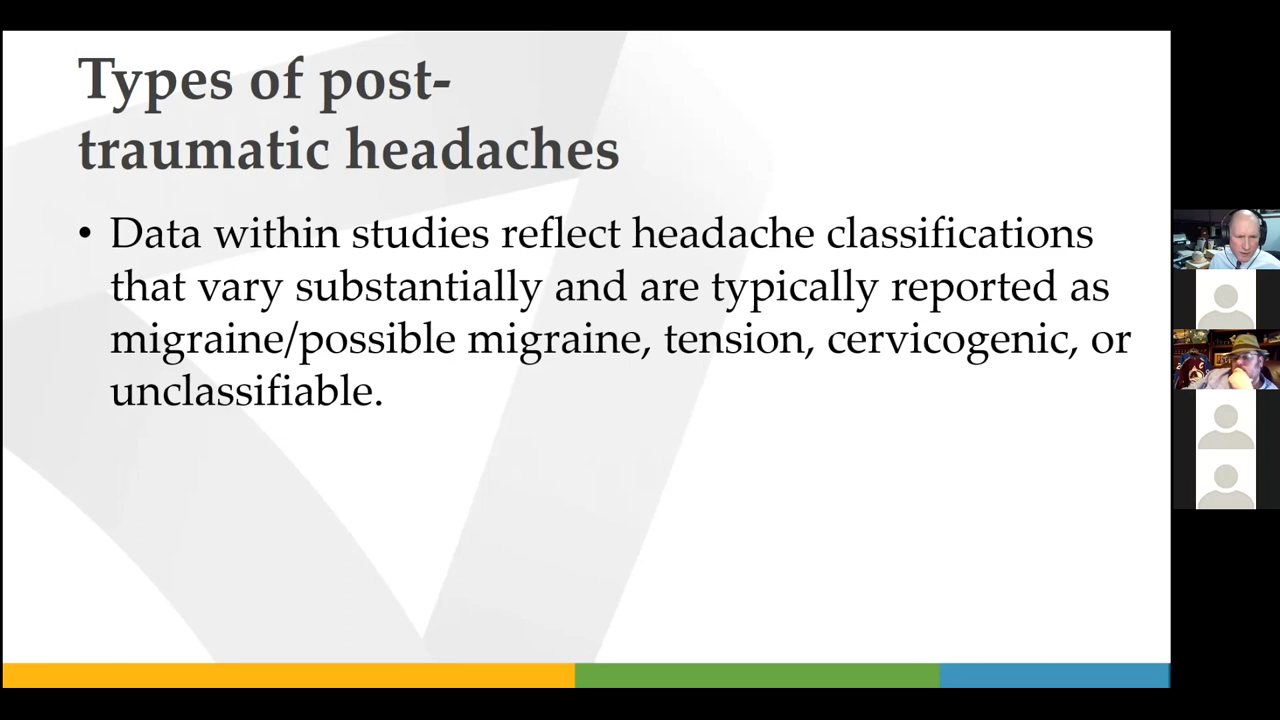 Types of post-
traumatic headaches
• Data within studies reflect headache classifications
that vary substantially and are typically reported as
migraine/possible migraine, tension, cervicogenic, or
unclassifiable.